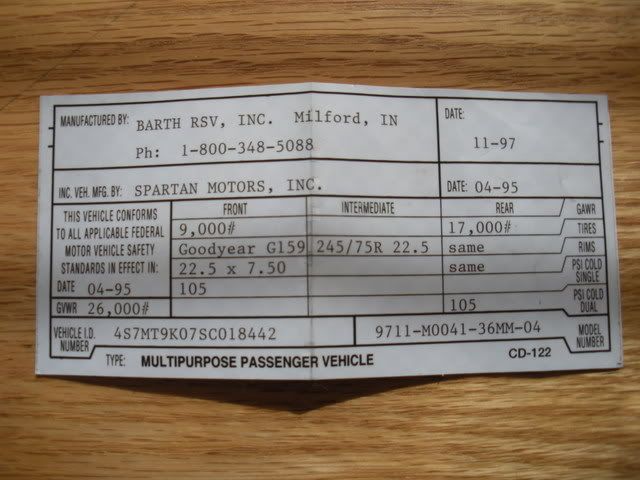 MANUFACTURED BY: BARTH RSV, INC. Milford, IN DATE:
Ph: 1-800-348-5088 11-97
INC. VEH. MFG. BY: SPARTAN MOTORS, INC. DATE: 04-95
THIS VEHICLE CONFORMS FRONT INTERMEDIATE REAR GAWR
TO ALL APPLICABLE FEDERAL 9,000# 17,000# TIRES
MOTOR VEHICLE SAFETY Goodyear G159 245/75R 22.5 same RIMS
STANDARDS IN EFFECT IN: 22.5 x 7.50 same PSI COLD SINGLE
DATE 04-95 105 PSI COLD DUAL
GVWR 26,000# 105
VEHICLE I.D. NUMBER 4S7MT9K07SC018442 9711-M0041-36MM-04 MODEL NUMBER
TYPE: MULTIPURPOSE PASSENGER VEHICLE CD-122